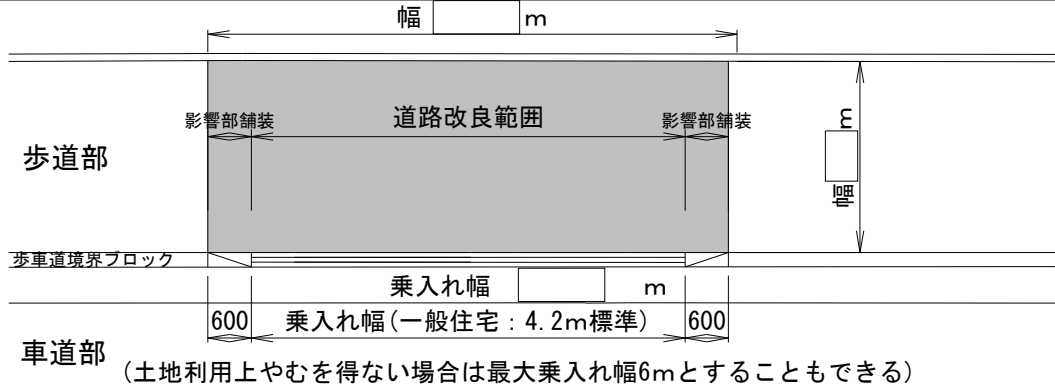 幅 m
影響部舗装 道路改良範囲 影響部舗装
歩道部
幅 m
歩車道境界ブロック
乗入れ幅 m
600 乗入れ幅(一般住宅：4.2m標準) 600
車道部
(土地利用上やむを得ない場合は最大乗入れ幅6mとすることもできる)